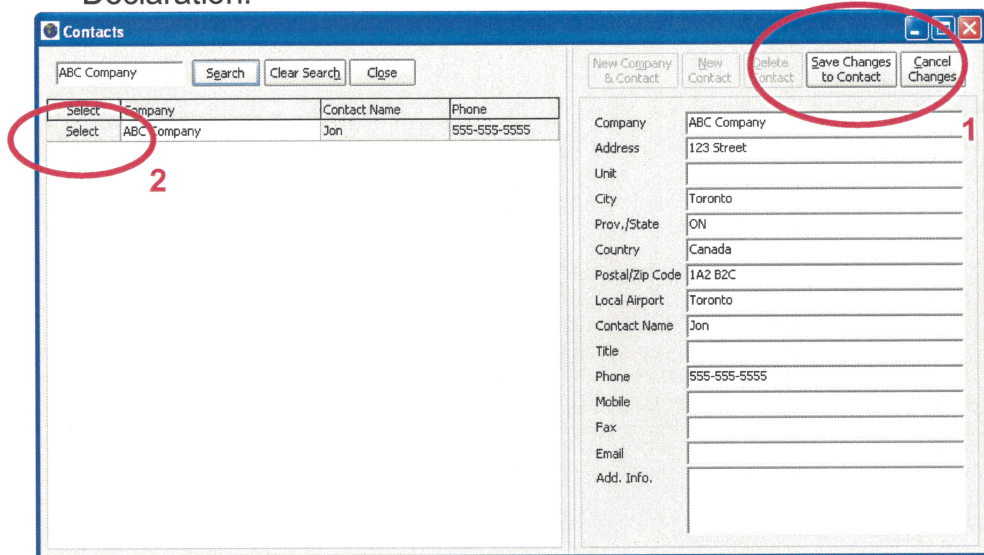 Declaration.
Contacts
ABC Company Search Clear Search Close
Select Company Contact Name Phone
Select ABC Company Jon 555-555-5555
2
New Company & Contact
New Contact
Delete Contact
Save Changes to Contact
Cancel Changes
1
Company ABC Company
Address 123 Street
Unit
City Toronto
Prov./State ON
Country Canada
Postal/Zip Code 1A2 B2C
Local Airport Toronto
Contact Name Jon
Title
Phone 555-555-5555
Mobile
Fax
Email
Add. Info.